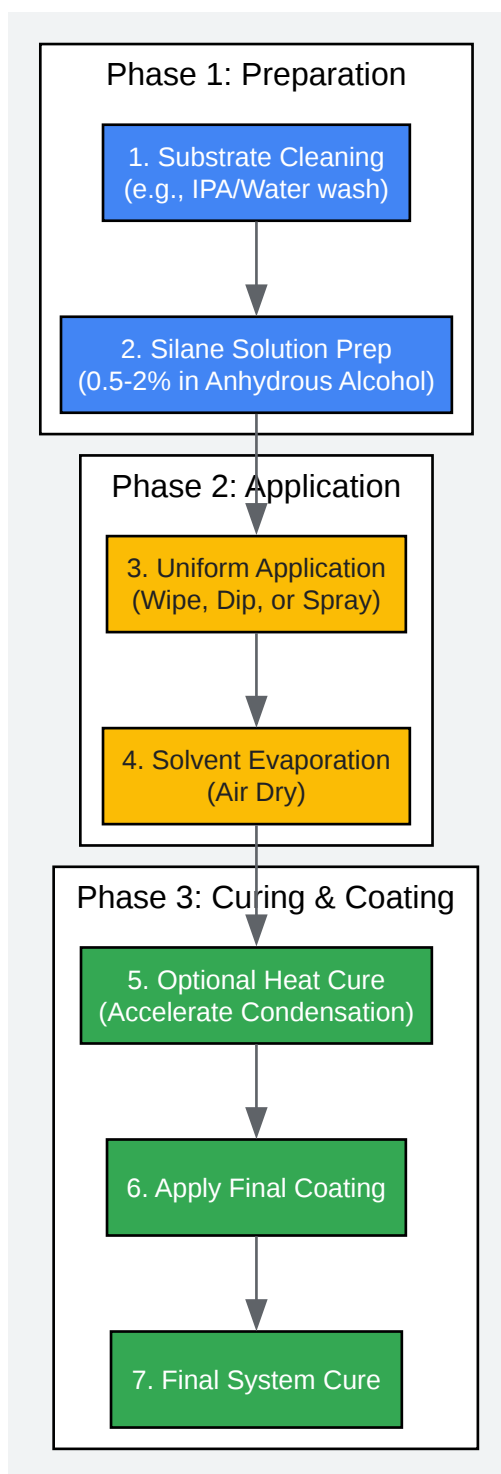 Phase 1: Preparation
1. Substrate Cleaning
(e.g., IPA/Water wash)
2. Silane Solution Prep
(0.5-2% in Anhydrous Alcohol)
Phase 2: Application
3. Uniform Application
(Wipe, Dip, or Spray)
4. Solvent Evaporation
(Air Dry)
Phase 3: Curing & Coating
5. Optional Heat Cure
(Accelerate Condensation)
6. Apply Final Coating
7. Final System Cure